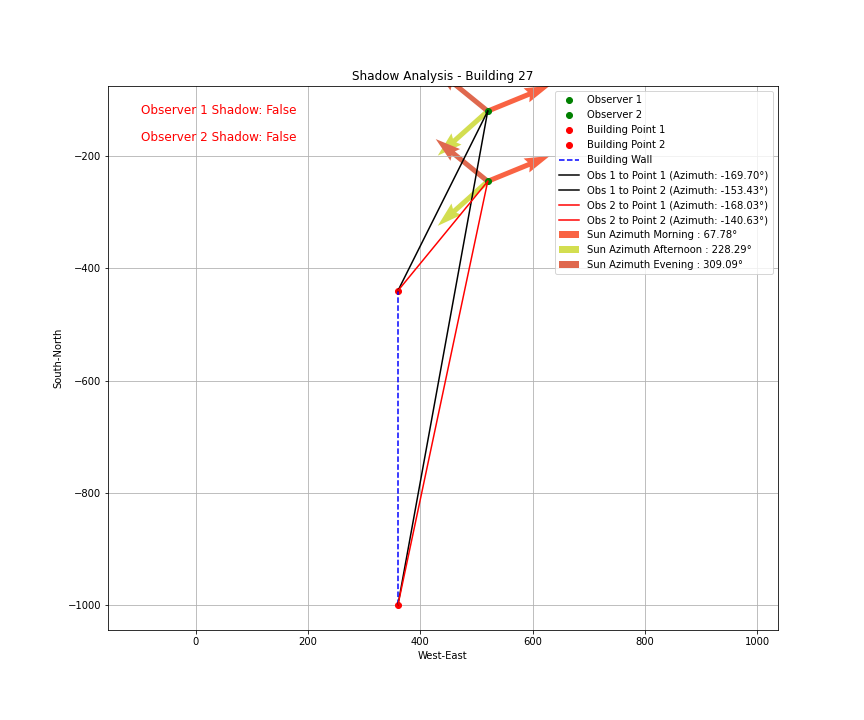 Shadow Analysis - Building 27
Observer 1 Shadow: False
Observer 2 Shadow: False
Observer 1
Observer 2
Building Point 1
Building Point 2
Building Wall
Obs 1 to Point 1 (Azimuth: -169.70°)
Obs 1 to Point 2 (Azimuth: -153.43°)
Obs 2 to Point 1 (Azimuth: -168.03°)
Obs 2 to Point 2 (Azimuth: -140.63°)
Sun Azimuth Morning : 67.78°
Sun Azimuth Afternoon : 228.29°
Sun Azimuth Evening : 309.09°
−200
−400
−600
−800
−1000
South-North
0 200 400 600 800 1000
West-East